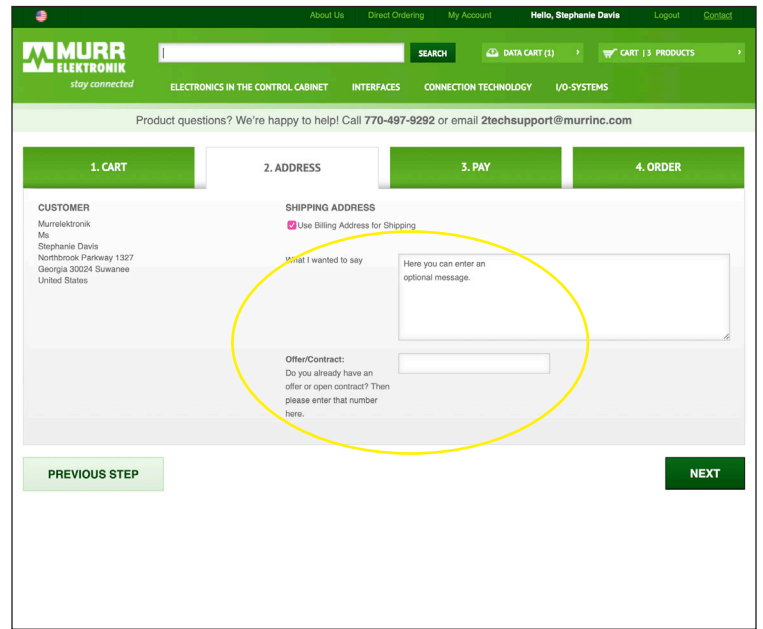 About Us Direct Ordering My Account Hello, Stephanie Davis Logout Contact
MURR
ELEKTRONIK
stay connected
SEARCH DATA CART (1) › CART | 3 PRODUCTS ›
ELECTRONICS IN THE CONTROL CABINET INTERFACES CONNECTION TECHNOLOGY I/O-SYSTEMS
Product questions? We're happy to help! Call 770-497-9292 or email 2techsupport@murrinc.com
1. CART 2. ADDRESS 3. PAY 4. ORDER
CUSTOMER
Murrelektronik
Ms
Stephanie Davis
Northbrook Parkway 1327
Georgia 30024 Suwanee
United States
SHIPPING ADDRESS
Use Billing Address for Shipping
What I wanted to say
Here you can enter an
optional message.
Offer/Contract:
Do you already have an
offer or open contract? Then
please enter that number
here.
PREVIOUS STEP NEXT